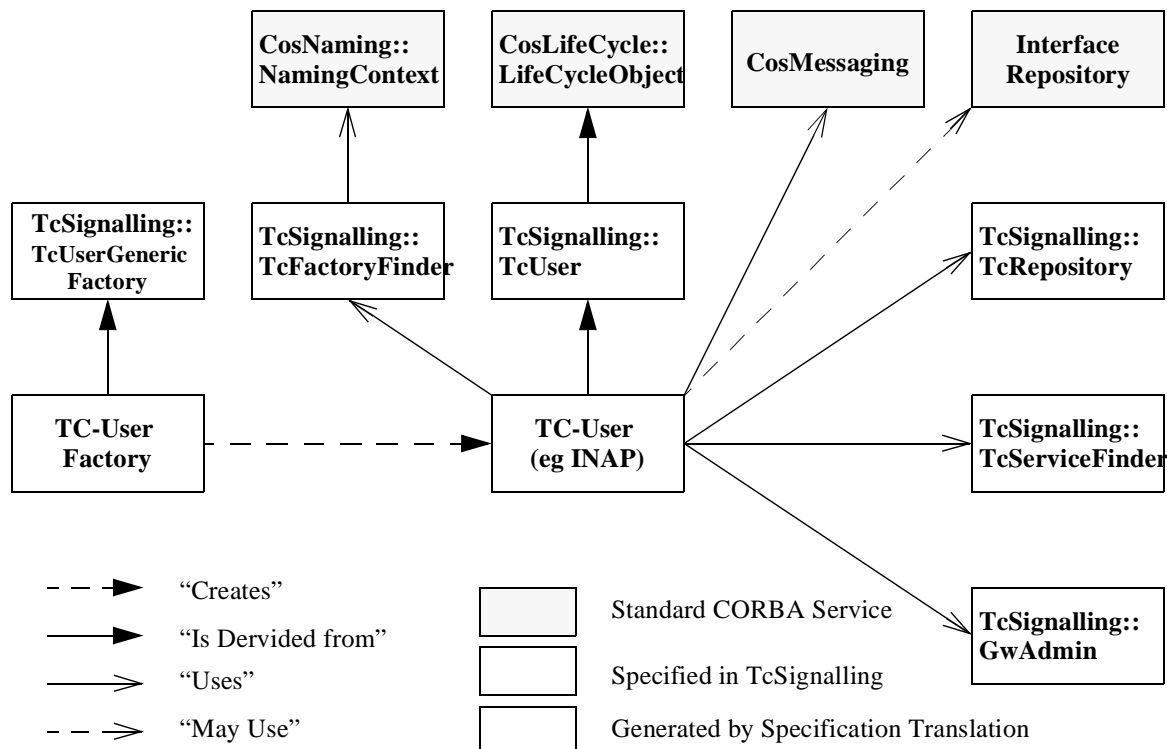 CosNaming::
NamingContext
CosLifeCycle::
LifeCycleObject
CosMessaging
Interface
Repository
TcSignalling::
TcUserGeneric
Factory
TcSignalling::
TcFactoryFinder
TcSignalling::
TcUser
TcSignalling::
TcRepository
TC-User
Factory
TC-User
(eg INAP)
TcSignalling::
TcServiceFinder
TcSignalling::
GwAdmin
“Creates”
“Is Dervided from”
“Uses”
“May Use”
Standard CORBA Service
Specified in TcSignalling
Generated by Specification Translation